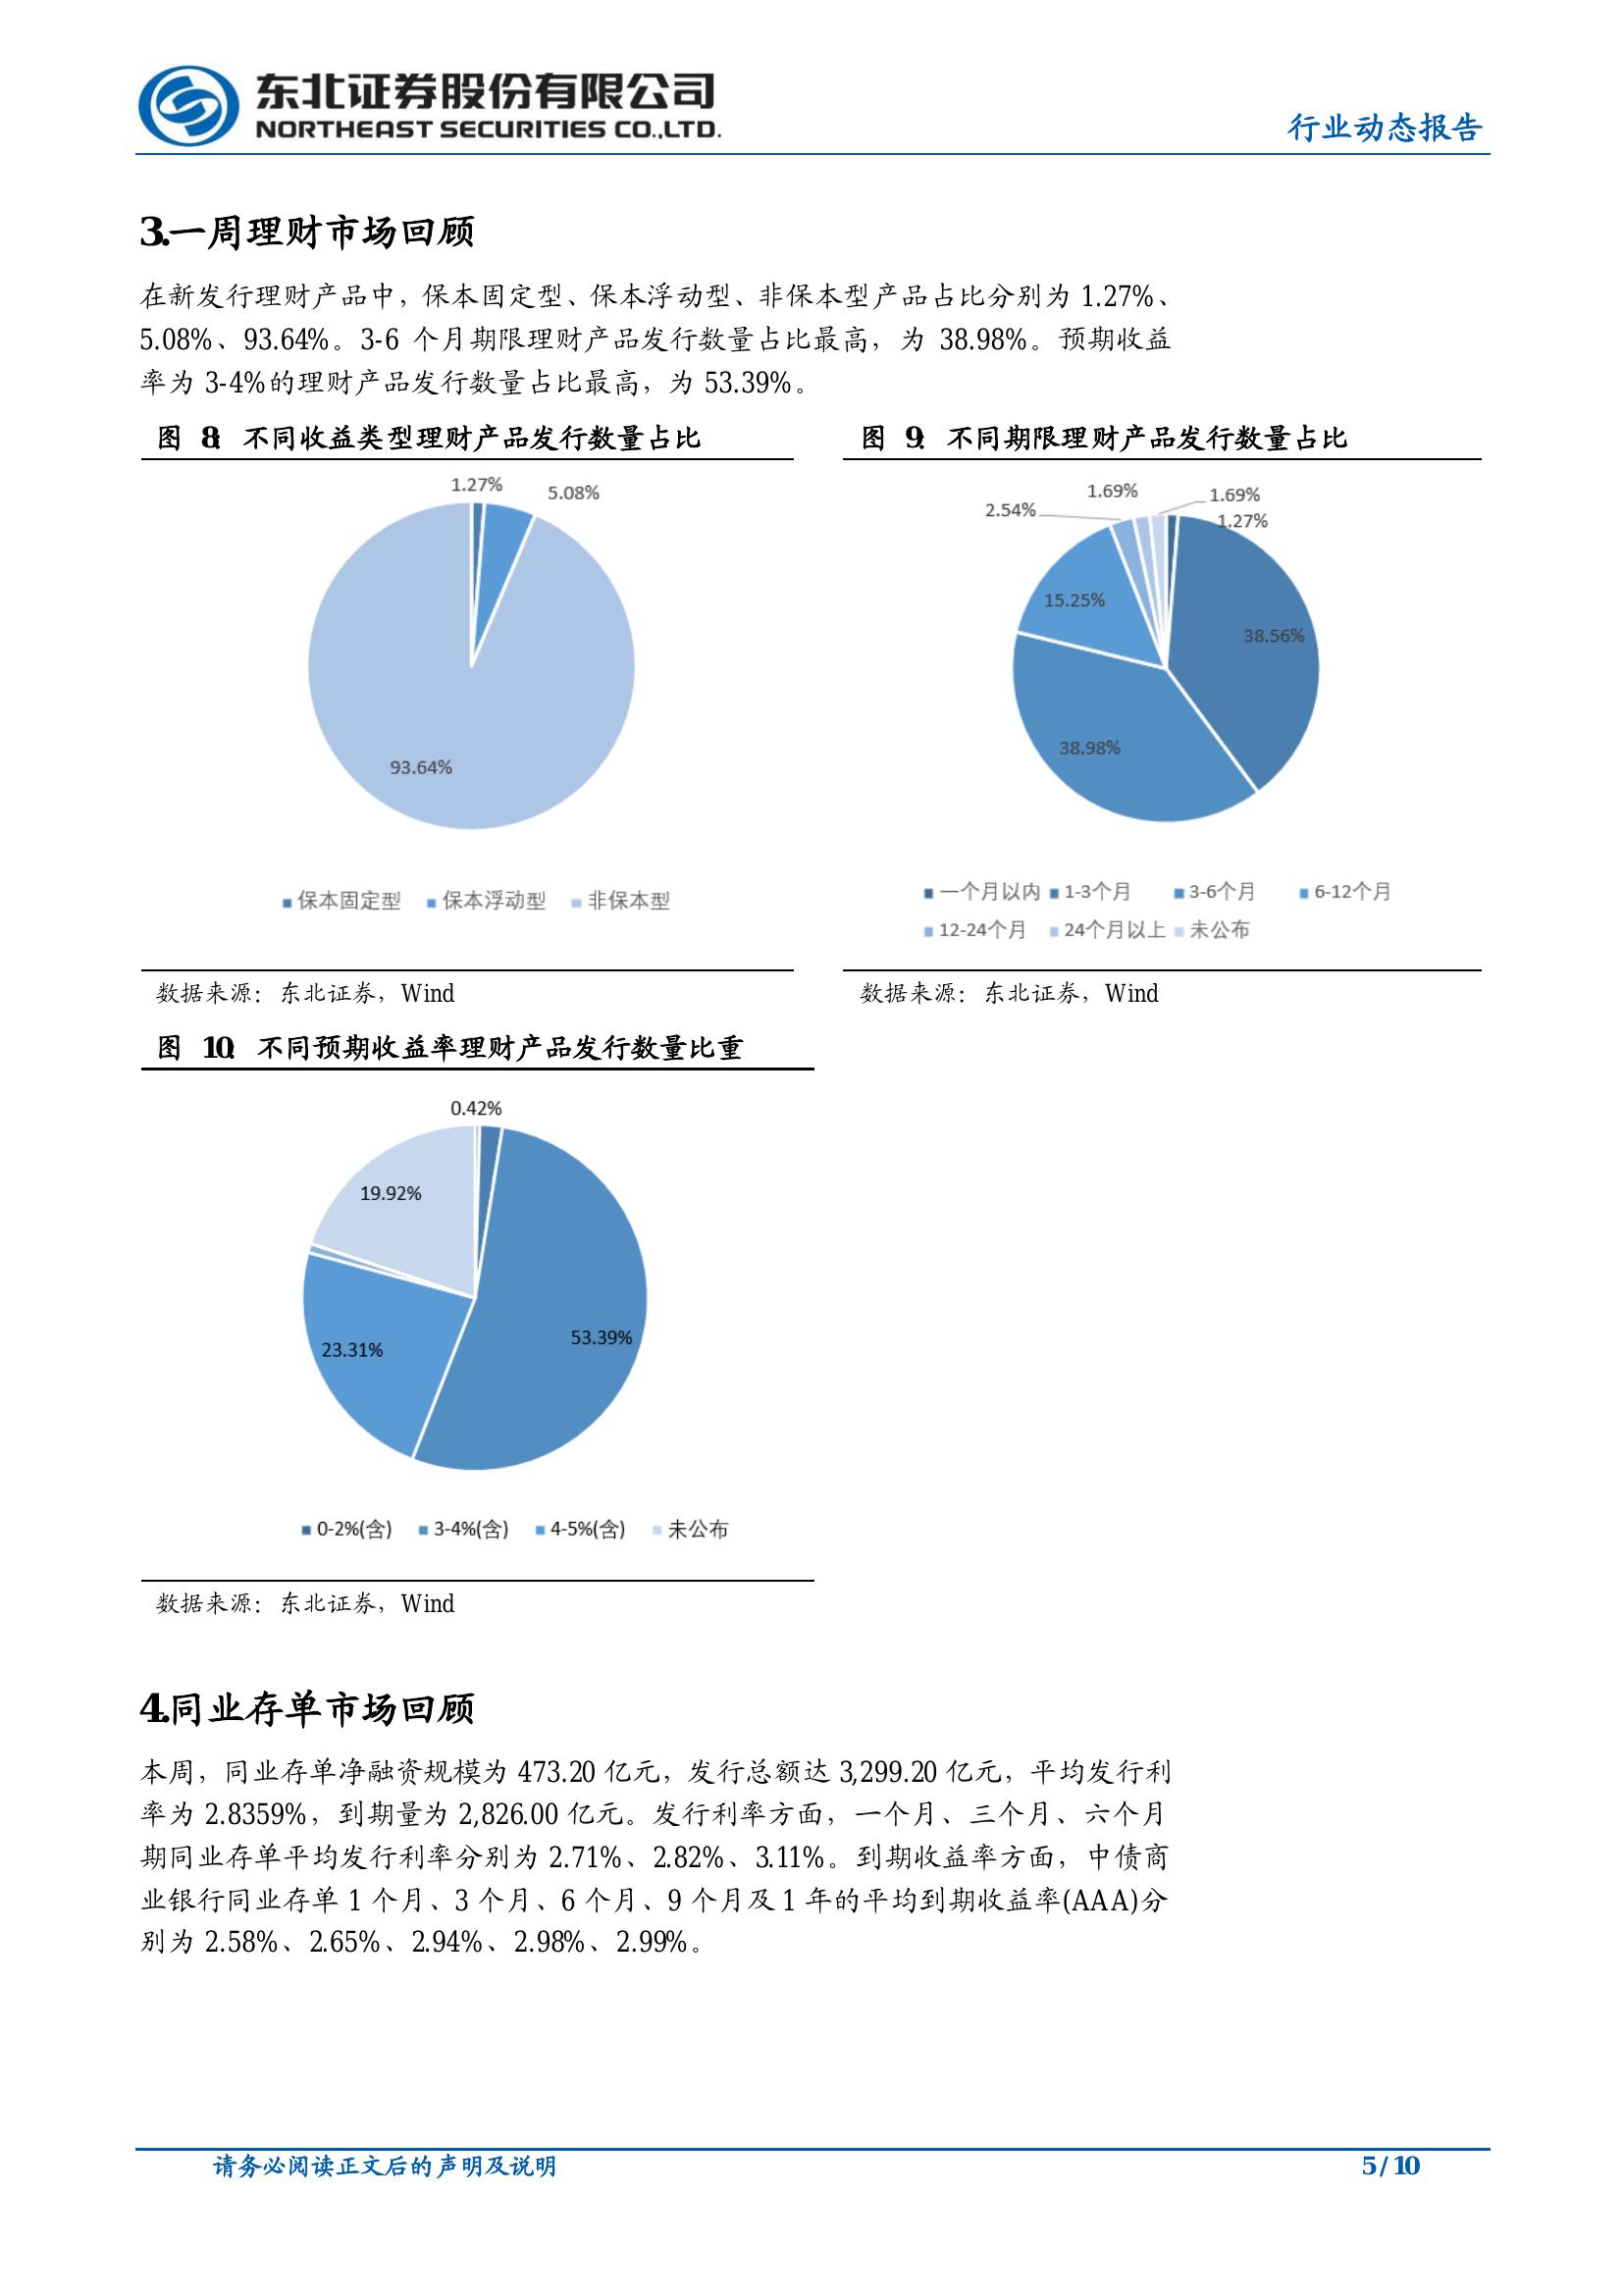 东北证券股份有限公司
NORTHEAST SECURITIES CO.,LTD.
行业动态报告
3.一周理财市场回顾
在新发行理财产品中，保本固定型、保本浮动型、非保本型产品占比分别为 1.27%、
5.08%、93.64%。3-6 个月期限理财产品发行数量占比最高，为 38.98%。预期收益
率为 3-4%的理财产品发行数量占比最高，为 53.39%。
图 8：不同收益类型理财产品发行数量占比
1.27%
5.08%
93.64%
保本固定型 保本浮动型 非保本型
数据来源：东北证券，Wind
图 9：不同期限理财产品发行数量占比
1.69%
1.69%
2.54%
1.27%
15.25%
38.56%
38.98%
一个月以内 1-3个月 3-6个月 6-12个月
12-24个月 24个月以上 未公布
数据来源：东北证券，Wind
图 10：不同预期收益率理财产品发行数量比重
0.42%
19.92%
53.39%
23.31%
0-2%(含) 3-4%(含) 4-5%(含) 未公布
数据来源：东北证券，Wind
4.同业存单市场回顾
本周，同业存单净融资规模为 473.20 亿元，发行总额达 3,299.20 亿元，平均发行利
率为 2.8359%，到期量为 2,826.00 亿元。发行利率方面，一个月、三个月、六个月
期同业存单平均发行利率分别为 2.71%、2.82%、3.11%。到期收益率方面，中债商
业银行同业存单 1 个月、3 个月、6 个月、9 个月及 1 年的平均到期收益率(AAA)分
别为 2.58%、2.65%、2.94%、2.98%、2.99%。
请务必阅读正文后的声明及说明
5 / 10